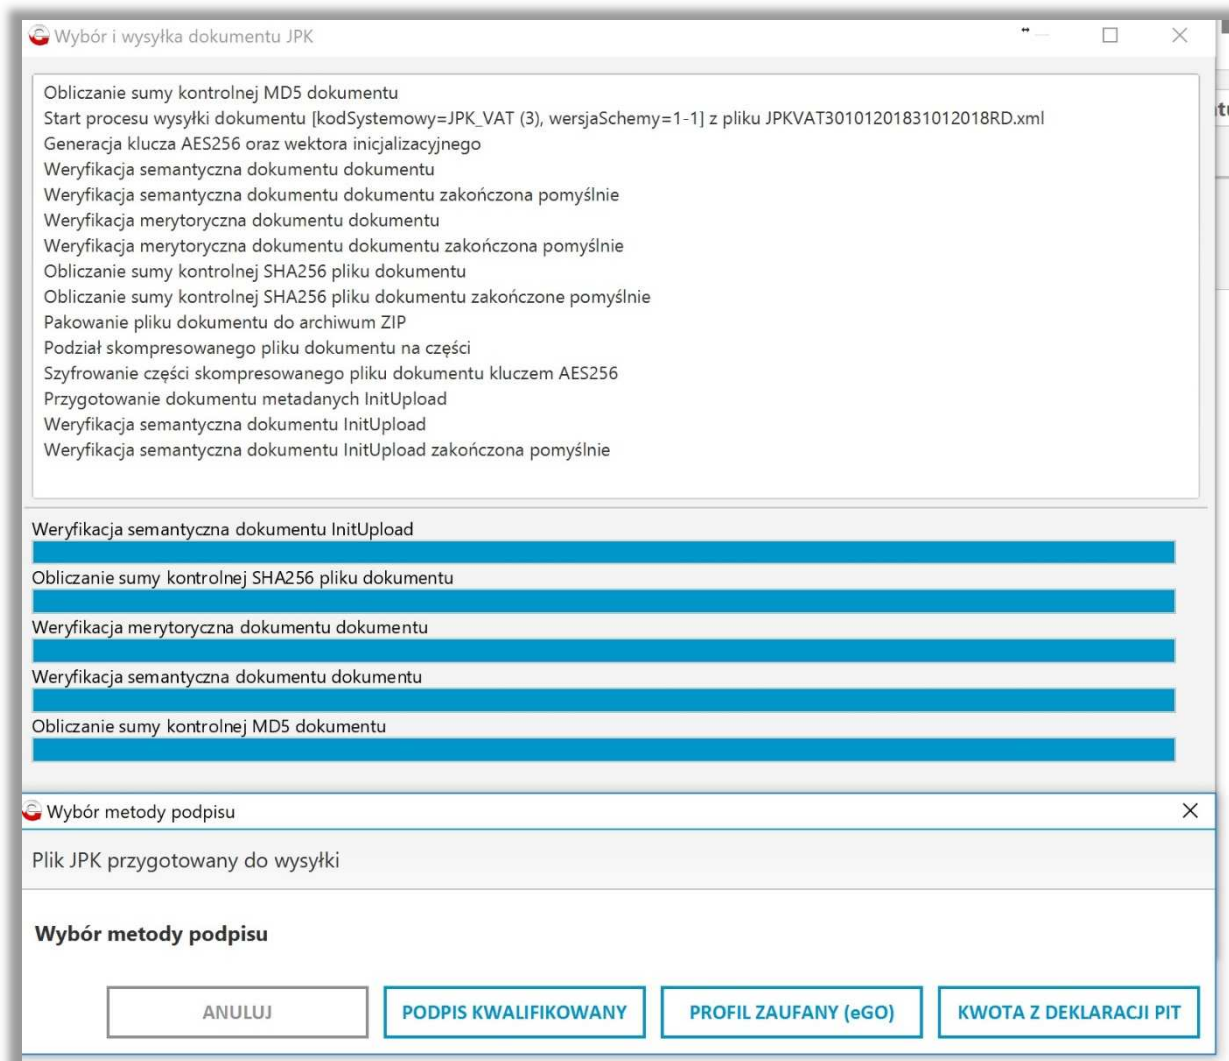 Wybór i wysyłka dokumentu JPK
Obliczanie sumy kontrolnej MD5 dokumentu
Start procesu wysyłki dokumentu [kodSystemowy=JPK_VAT (3), wersjaSchemy=1-1] z pliku JPKVAT30101201831012018RD.xml
Generacja klucza AES256 oraz wektora inicjalizacyjnego
Weryfikacja semantyczna dokumentu dokumentu
Weryfikacja semantyczna dokumentu dokumentu zakończona pomyślnie
Weryfikacja merytoryczna dokumentu dokumentu
Weryfikacja merytoryczna dokumentu dokumentu zakończona pomyślnie
Obliczanie sumy kontrolnej SHA256 pliku dokumentu
Obliczanie sumy kontrolnej SHA256 pliku dokumentu zakończone pomyślnie
Pakowanie pliku dokumentu do archiwum ZIP
Podział skompresowanego pliku dokumentu na części
Szyfrowanie części skompresowanego pliku dokumentu kluczem AES256
Przygotowanie dokumentu metadanych InitUpload
Weryfikacja semantyczna dokumentu InitUpload
Weryfikacja semantyczna dokumentu InitUpload zakończona pomyślnie
Weryfikacja semantyczna dokumentu InitUpload
Obliczanie sumy kontrolnej SHA256 pliku dokumentu
Weryfikacja merytoryczna dokumentu dokumentu
Weryfikacja semantyczna dokumentu dokumentu
Obliczanie sumy kontrolnej MD5 dokumentu
Wybór metody podpisu
Plik JPK przygotowany do wysyłki
Wybór metody podpisu
ANULUJ PODPIS KWALIFIKOWANY PROFIL ZAUFANY (eGO) KWOTA Z DEKLARACJI PIT